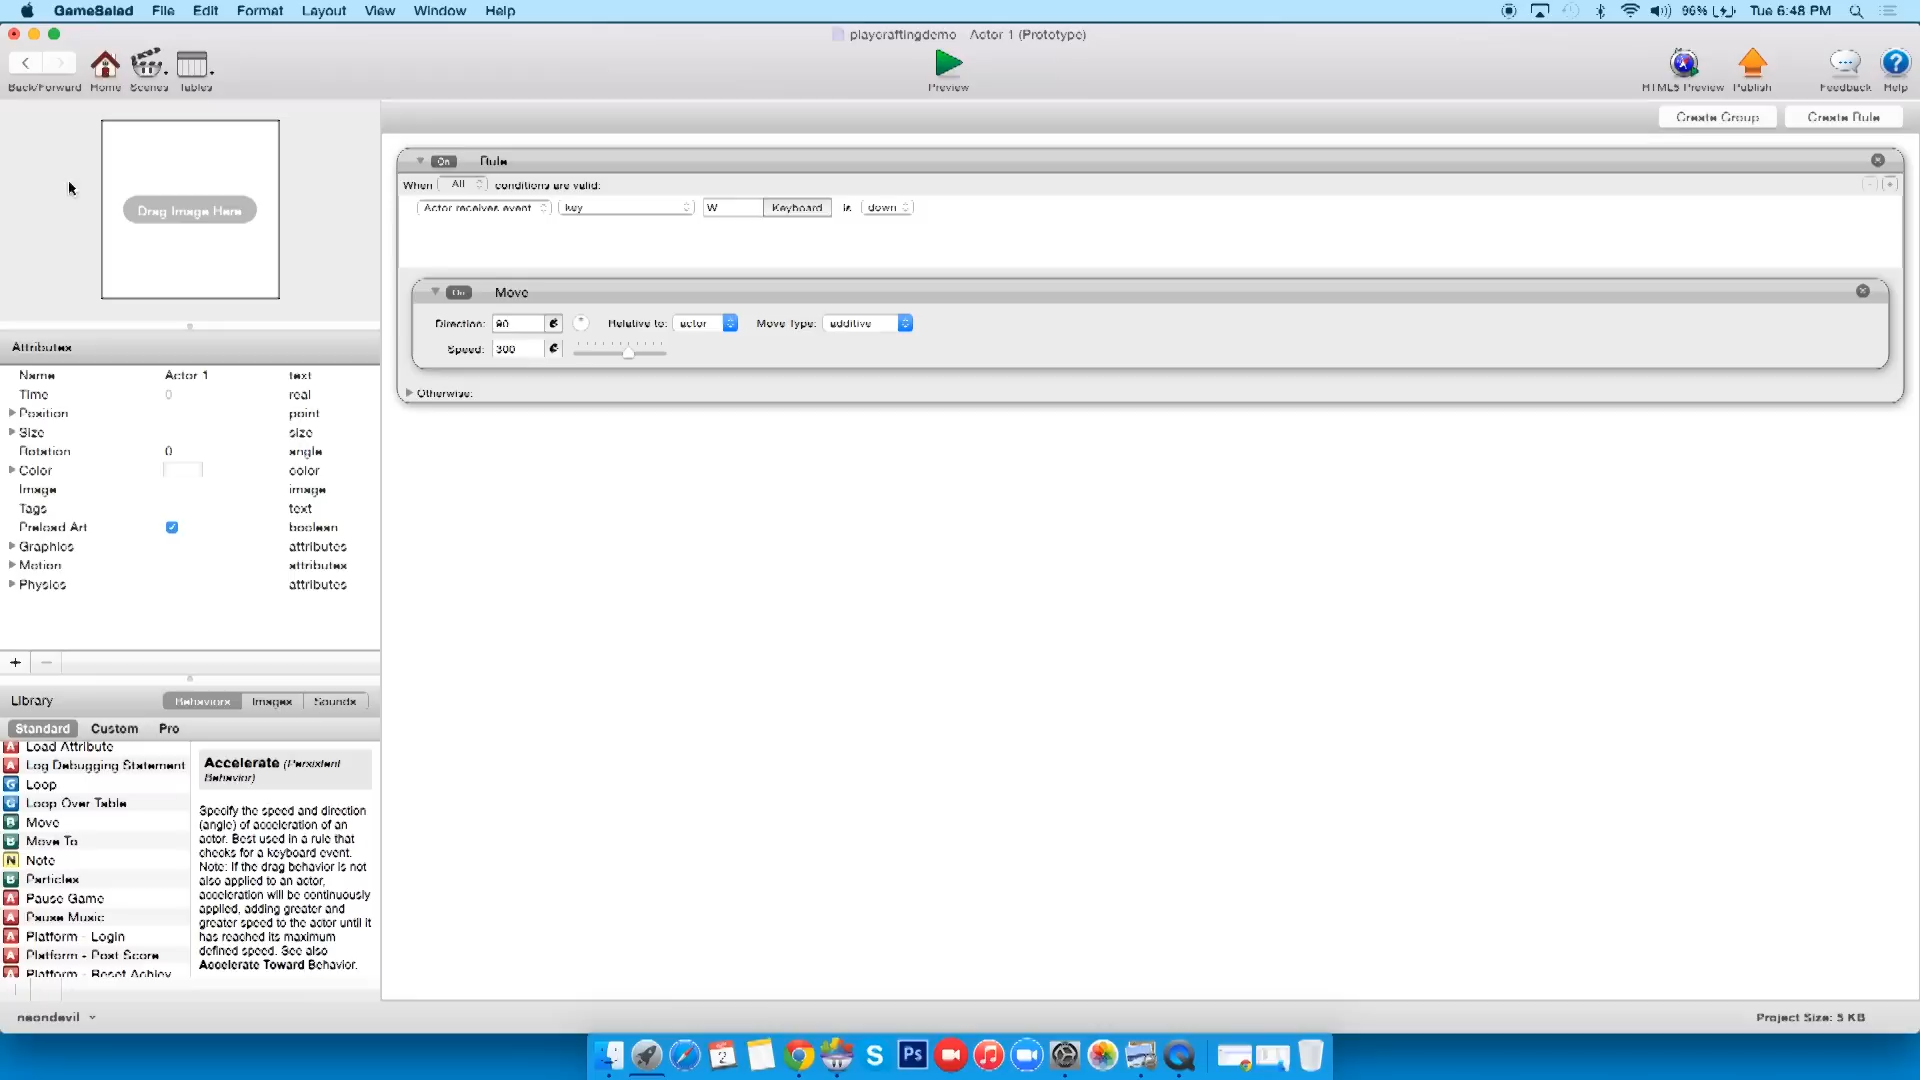 GameSalad File Edit Format Layout View Window Help
96% Tue 6:48 PM
playcraftingdemo Actor 1 (Prototype)
Back/Forward Home Scenes Tables
Preview
HTML5 Preview Publish Feedback Help
Create Group Create Rule
Drag Image Here
On Rule
When All conditions are valid:
Actor receives event key W Keyboard is down
On Move
Direction: 90 Relative to: actor Move Type: additive
Speed: 300
Otherwise:
Attributes
Name Actor 1 text
Time 0 real
Position point
Size size
Rotation 0 angle
Color color
Image image
Tags text
Preload Art boolean
Graphics attributes
Motion attributes
Physics attributes
Library Behaviors Images Sounds
Standard Custom Pro
A Load Attribute
A Log Debugging Statement
G Loop
G Loop Over Table
B Move
B Move To
N Note
B Particles
A Pause Game
A Pause Music
A Platform - Login
A Platform - Post Score
A Platform - Reset Achiev
Accelerate (Persistent
Behavior)
Specify the speed and direction
(angle) of acceleration of an
actor. Best used in a rule that
checks for a keyboard event.
Note: If the drag behavior is not
also applied to an actor,
acceleration will be continuously
applied, adding greater and
greater speed to the actor until it
has reached its maximum
defined speed. See also
Accelerate Toward Behavior.
neondevil
Project Size: 5 KB
2
S
Ps